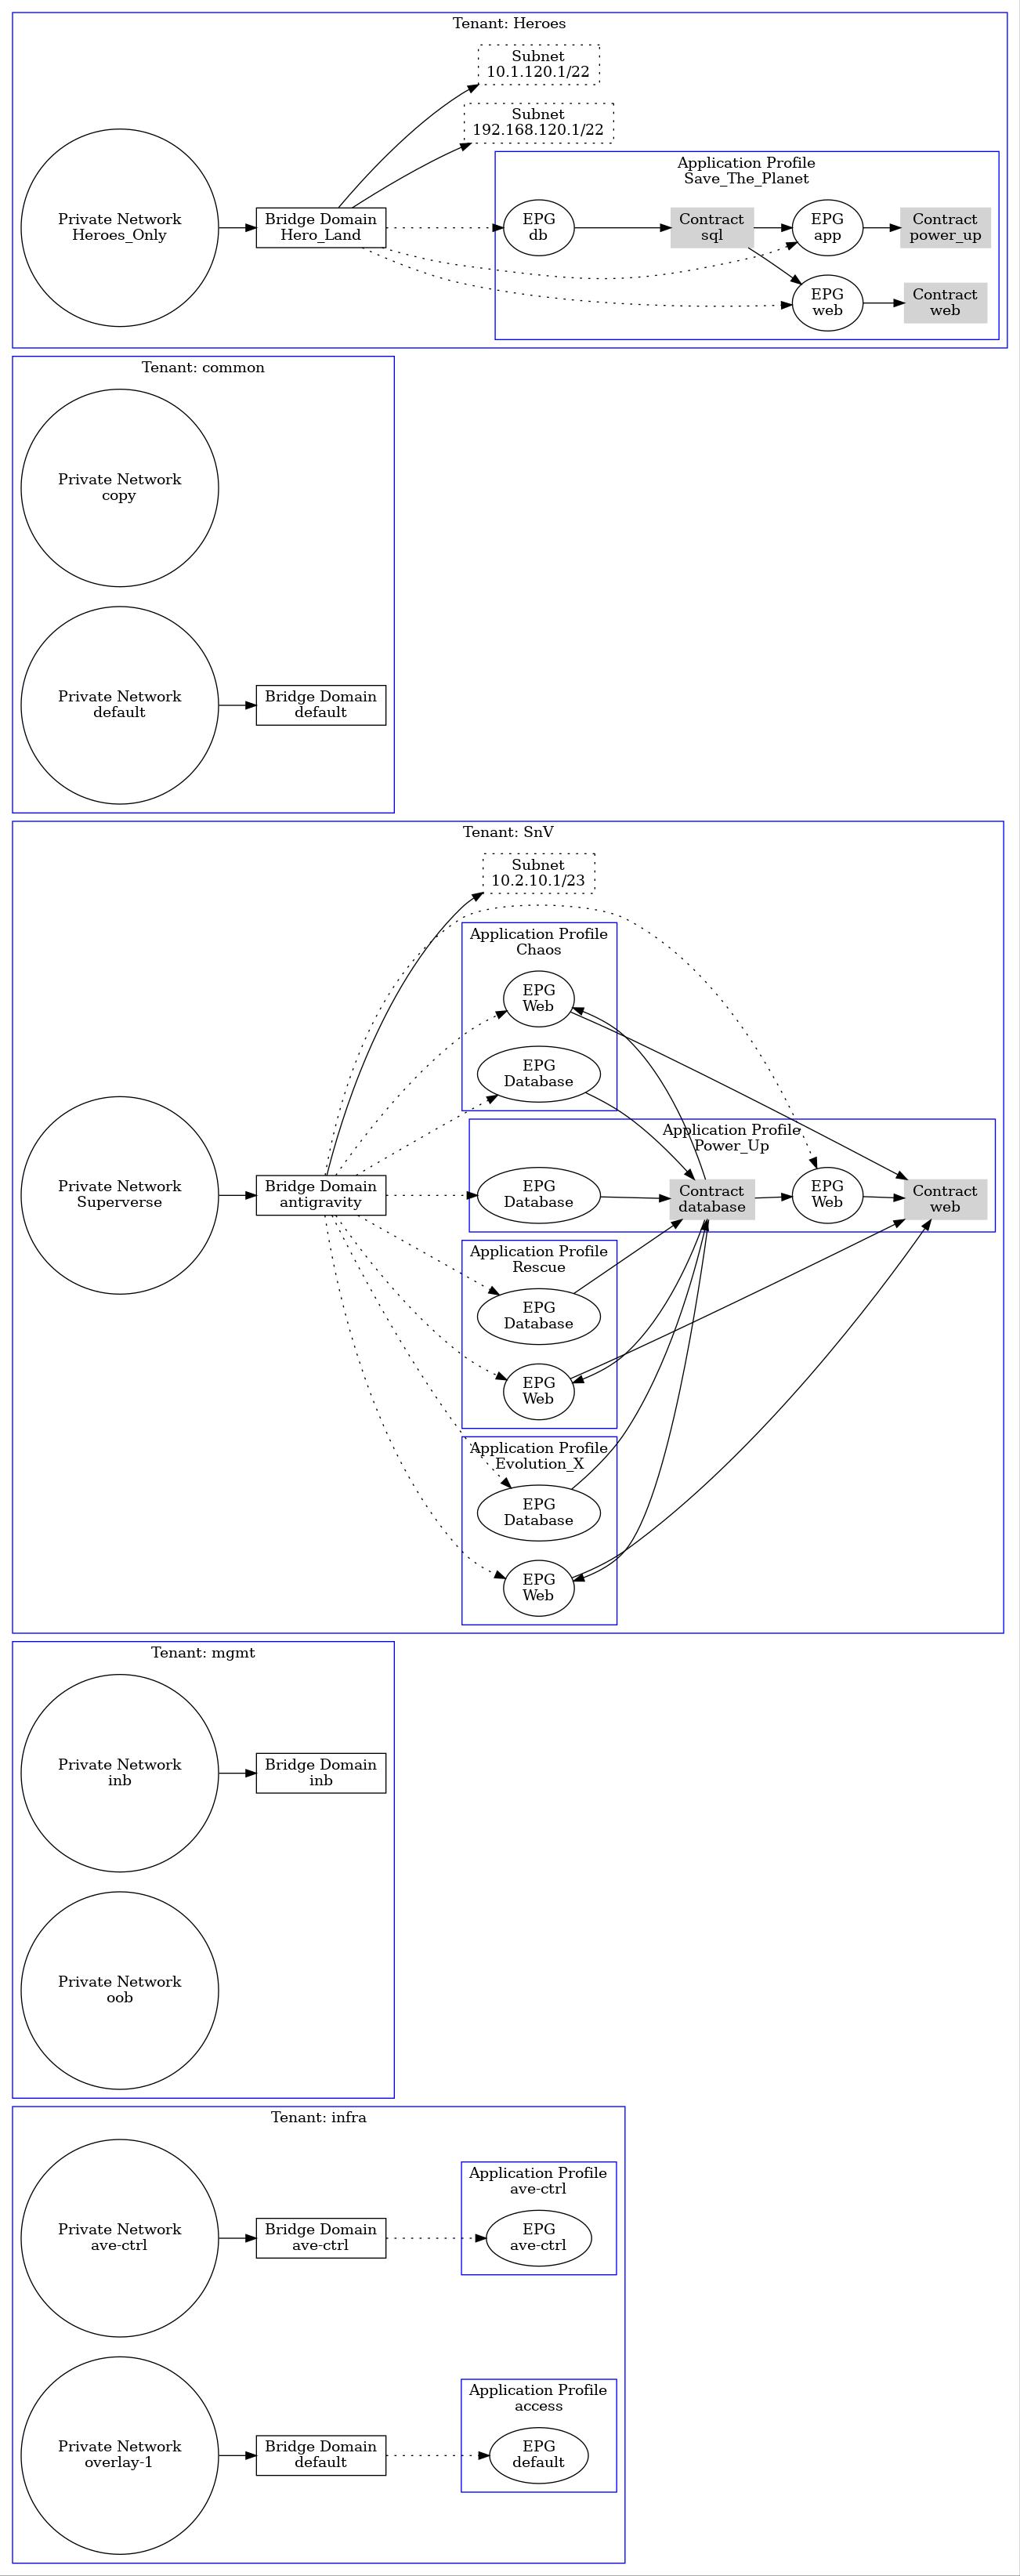 Tenant: Heroes
Subnet
10.1.120.1/22
Subnet
192.168.120.1/22
Application Profile
Save_The_Planet
Private Network
Heroes_Only
Bridge Domain
Hero_Land
EPG
db
Contract
sql
EPG
app
Contract
power_up
EPG
web
Contract
web
Tenant: common
Private Network
copy
Private Network
default
Bridge Domain
default
Tenant: SnV
Subnet
10.2.10.1/23
Application Profile
Chaos
EPG
Web
EPG
Database
Application Profile
Power_Up
Private Network
Superverse
Bridge Domain
antigravity
EPG
Database
Contract
database
EPG
Web
Contract
web
Application Profile
Rescue
EPG
Database
EPG
Web
Application Profile
Evolution_X
EPG
Database
EPG
Web
Tenant: mgmt
Private Network
inb
Bridge Domain
inb
Private Network
oob
Tenant: infra
Application Profile
ave-ctrl
Private Network
ave-ctrl
Bridge Domain
ave-ctrl
EPG
ave-ctrl
Application Profile
access
Private Network
overlay-1
Bridge Domain
default
EPG
default